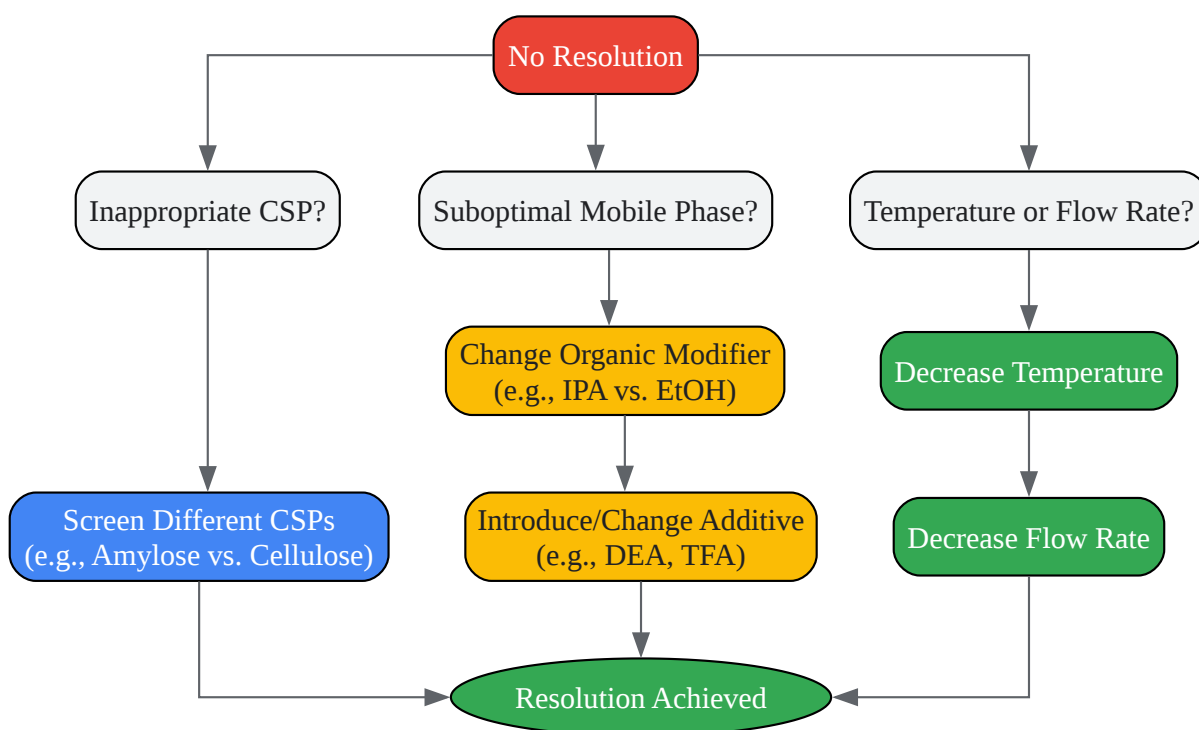 No Resolution
Inappropriate CSP?
Suboptimal Mobile Phase?
Temperature or Flow Rate?
Change Organic Modifier
(e.g., IPA vs. EtOH)
Decrease Temperature
Screen Different CSPs
(e.g., Amylose vs. Cellulose)
Introduce/Change Additive
(e.g., DEA, TFA)
Decrease Flow Rate
Resolution Achieved